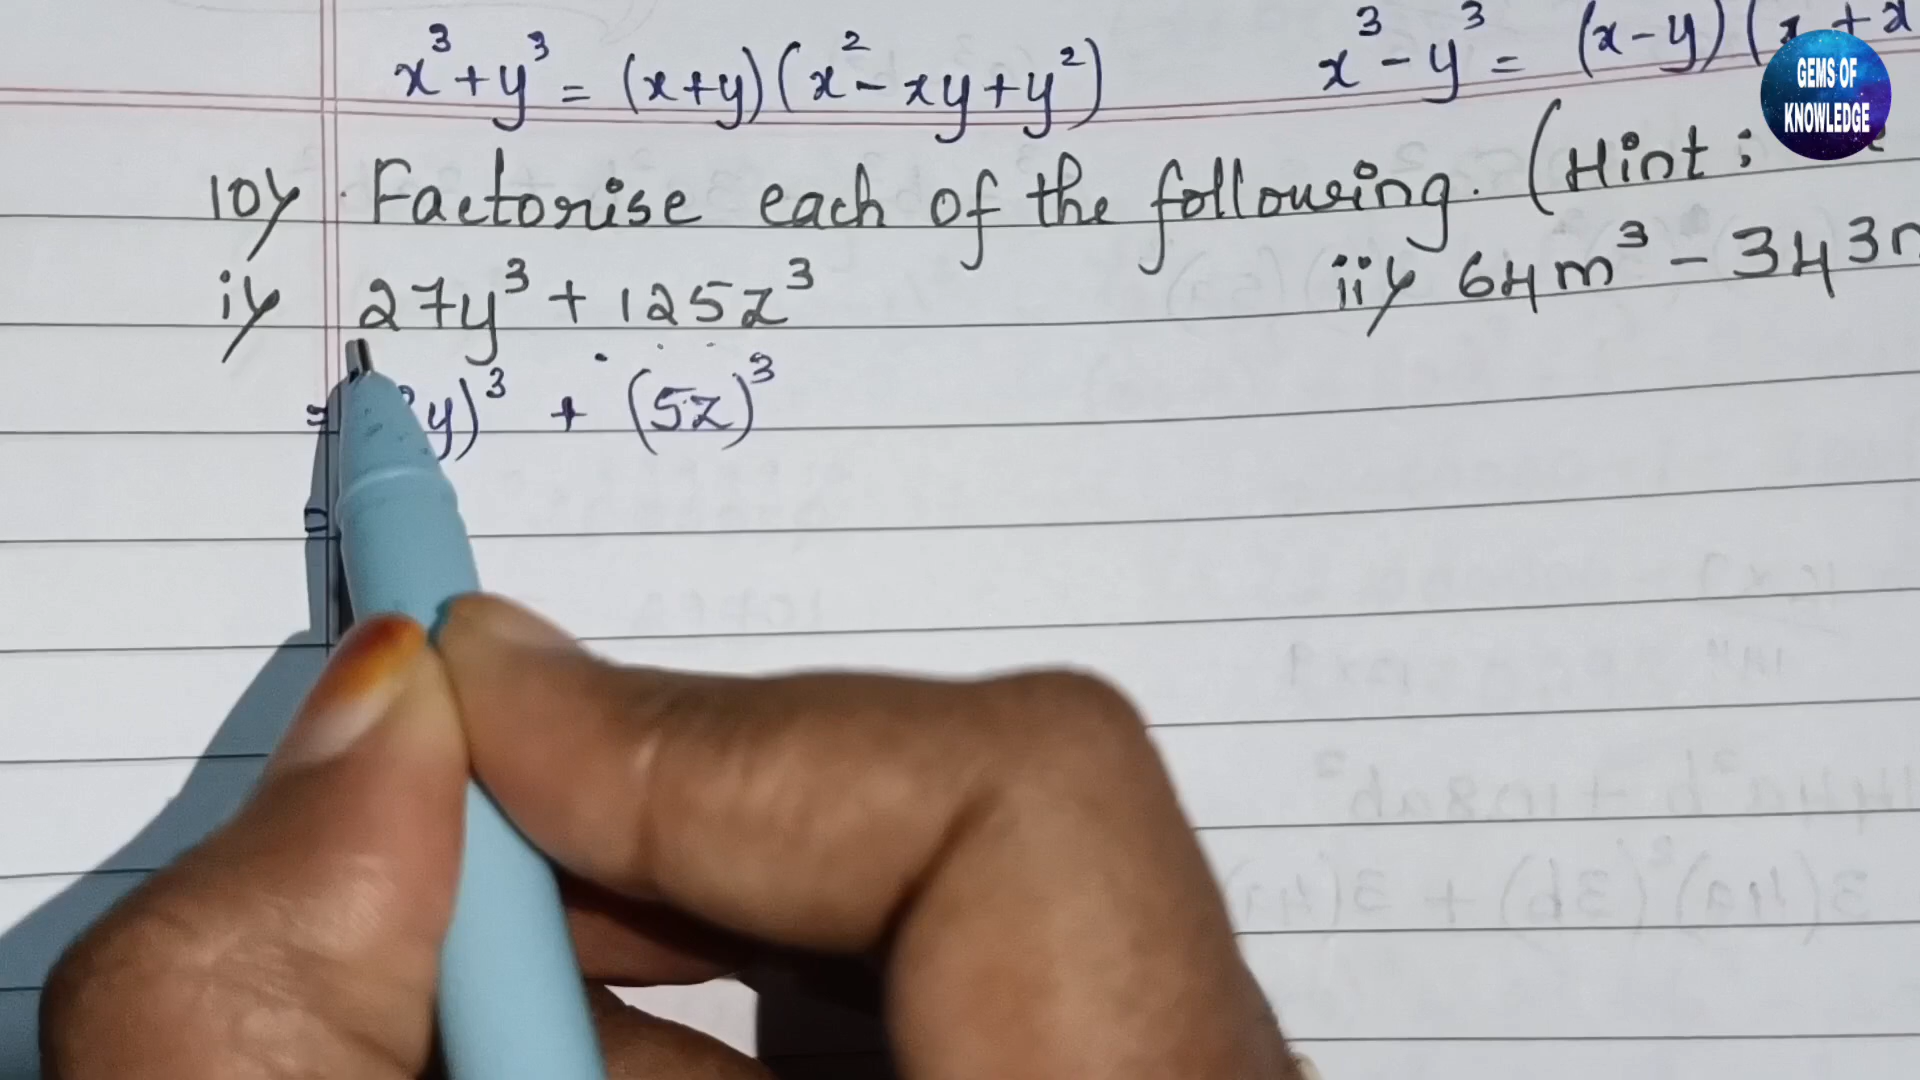 x³ + y³ = (x+y)(x² - xy + y²) x³ - y³ = (x-y)(
GEMS OF
KNOWLEDGE
10) Factorise each of the following. (Hint :
i) 27y³ + 125z³ ii) 64m³ - 343
= y)³ + (5z)³